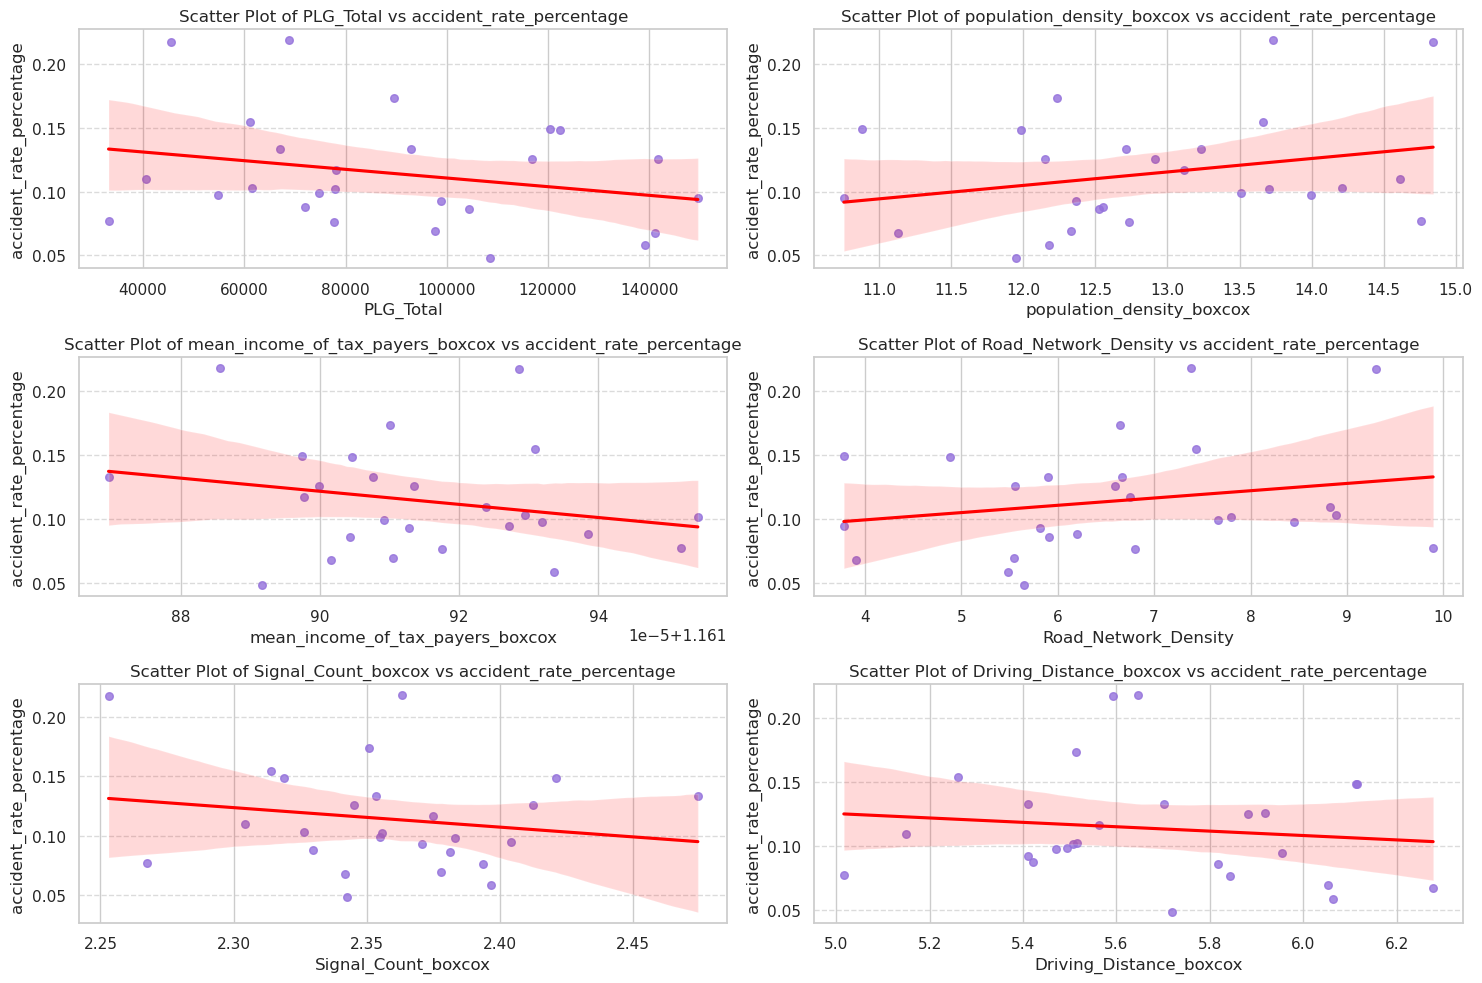 Scatter Plot of PLG_Total vs accident_rate_percentage
accident_rate_percentage
0.20
0.15
0.10
0.05
40000 60000 80000 100000 120000 140000
PLG_Total
Scatter Plot of population_density_boxcox vs accident_rate_percentage
accident_rate_percentage
0.20
0.15
0.10
0.05
11.0 11.5 12.0 12.5 13.0 13.5 14.0 14.5 15.0
population_density_boxcox
Scatter Plot of mean_income_of_tax_payers_boxcox vs accident_rate_percentage
accident_rate_percentage
0.20
0.15
0.10
0.05
88 90 92 94
mean_income_of_tax_payers_boxcox 1e-5+1.161
Scatter Plot of Road_Network_Density vs accident_rate_percentage
accident_rate_percentage
0.20
0.15
0.10
0.05
4 5 6 7 8 9 10
Road_Network_Density
Scatter Plot of Signal_Count_boxcox vs accident_rate_percentage
accident_rate_percentage
0.20
0.15
0.10
0.05
2.25 2.30 2.35 2.40 2.45
Signal_Count_boxcox
Scatter Plot of Driving_Distance_boxcox vs accident_rate_percentage
accident_rate_percentage
0.20
0.15
0.10
0.05
5.0 5.2 5.4 5.6 5.8 6.0 6.2
Driving_Distance_boxcox